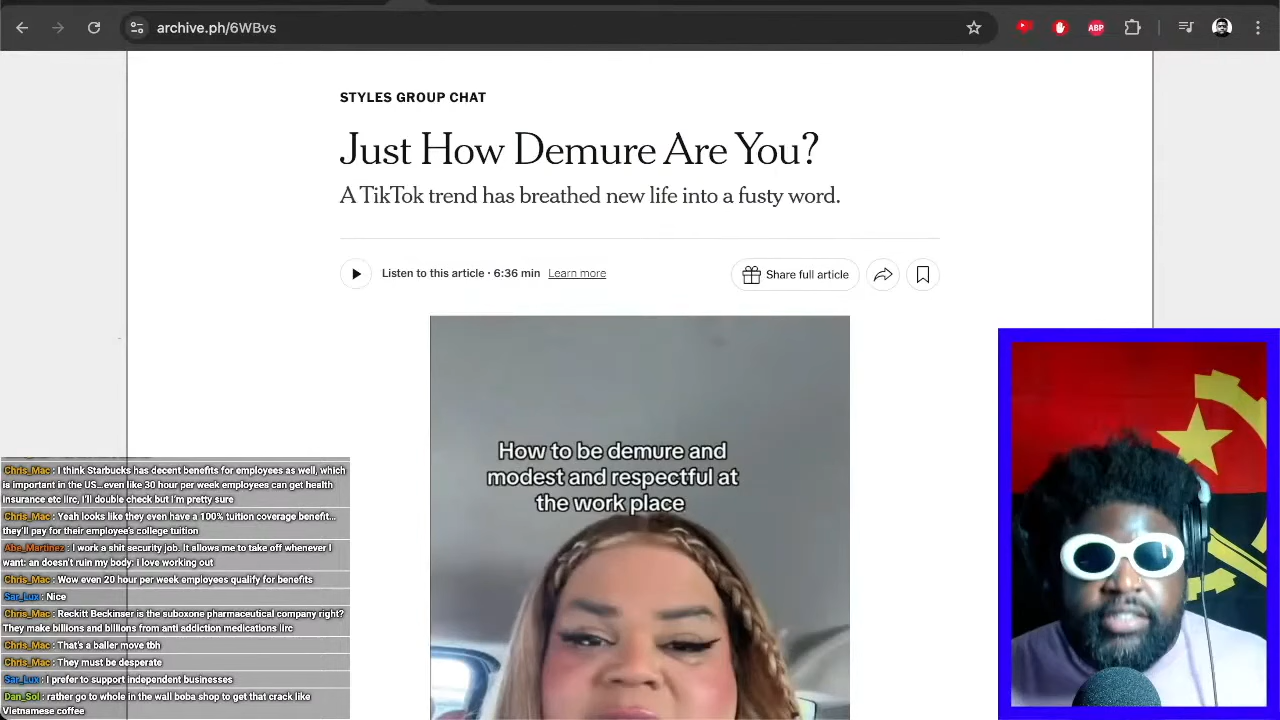 archive.ph/6WBvs
ABP
STYLES GROUP CHAT
Just How Demure Are You?
A TikTok trend has breathed new life into a fusty word.
Listen to this article · 6:36 min Learn more
Share full article
How to be demure and
modest and respectful at
the work place
Chris_Mac : I think Starbucks has decent benefits for employees as well, which
is important in the US...even like 30 hour per week employees can get health
insurance etc iirc, I'll double check but I'm pretty sure
Chris_Mac : Yeah looks like they even have a 100% tuition coverage benefit...
they'll pay for their employee's college tuition
Abe_Martinez : I work a shit security job. It allows me to take off whenever I
want: an doesn't ruin my body: i love working out
Chris_Mac : Wow even 20 hour per week employees qualify for benefits
Sar_Lux : Nice
Chris_Mac : Reckitt Beckinser is the suboxone pharmaceutical company right?
They make billions and billions from anti addiction medications iirc
Chris_Mac : That's a baller move tbh
Chris_Mac : They must be desperate
Sar_Lux : I prefer to support independent businesses
Dan_Sol : rather go to whole in the wall boba shop to get that crack like
Vietnamese coffee